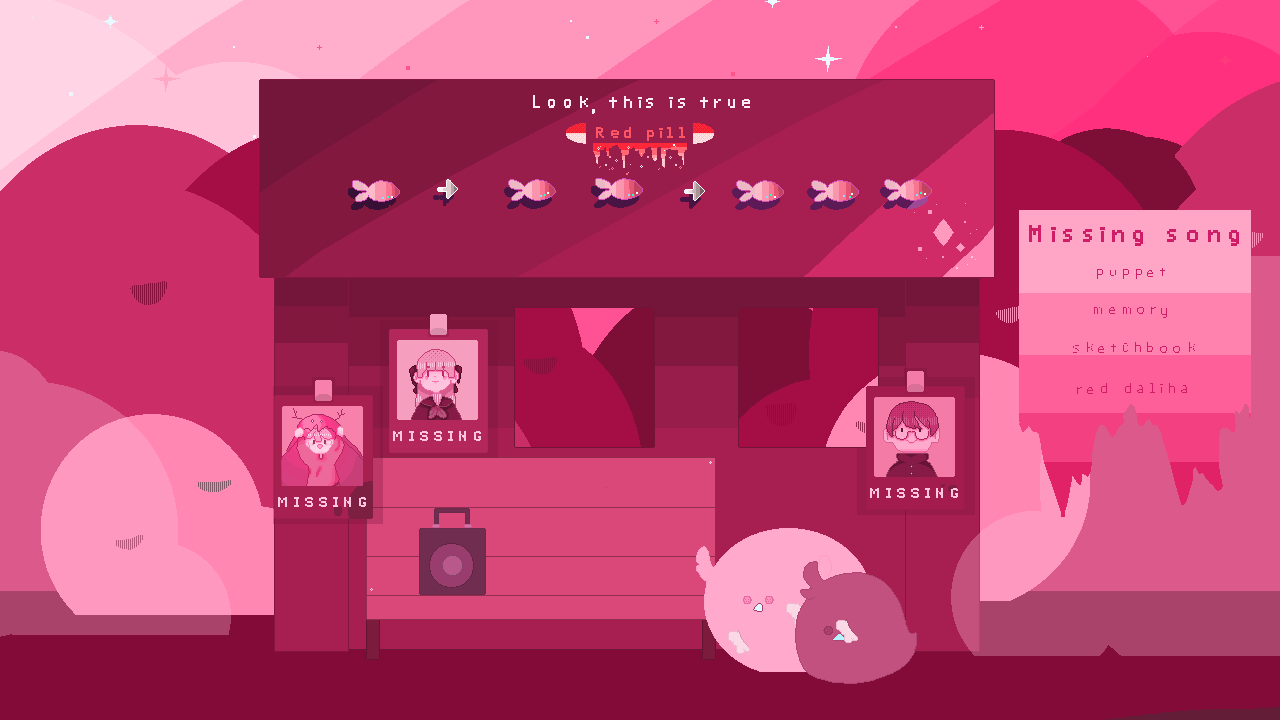 Look, this is true
Red pill
Missing song
puppet
memory
sketchbook
red daliha
MISSING
MISSING
MISSING